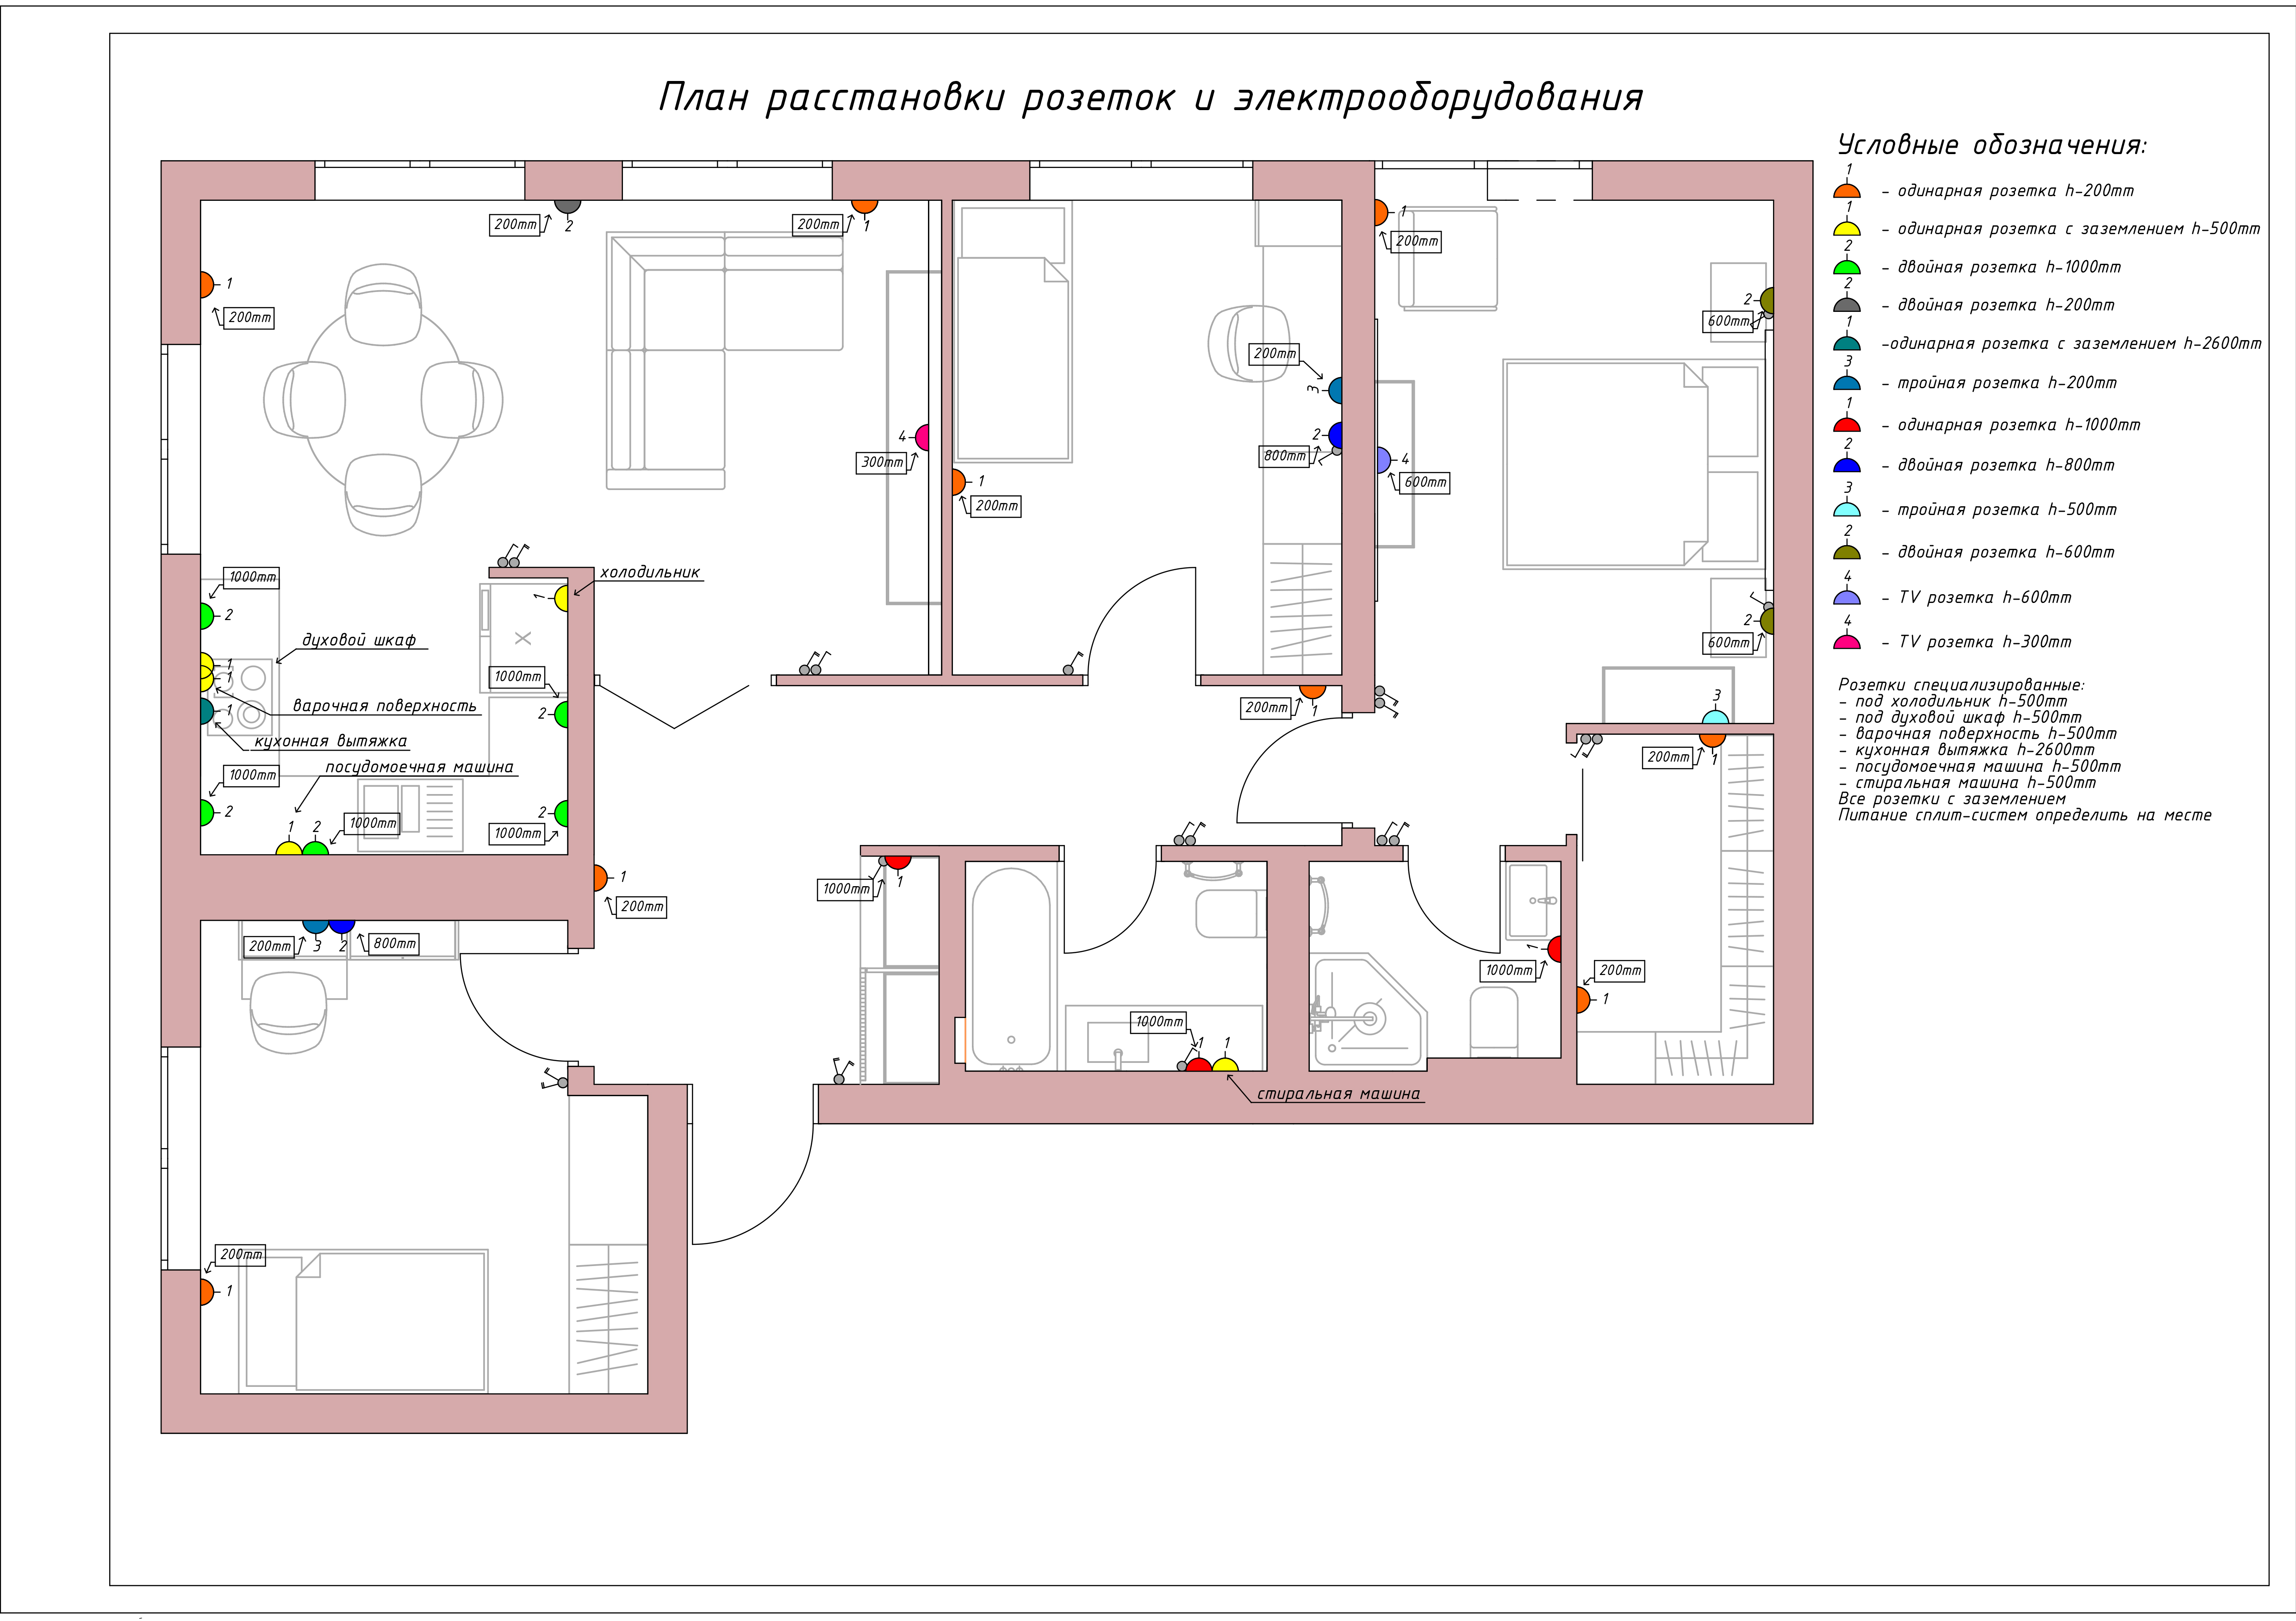 План расстановки розеток и электрооборудования
Условные обозначения:
1
- одинарная розетка h-200mm
1
- одинарная розетка с заземлением h-500mm
2
- двойная розетка h-1000mm
2
- двойная розетка h-200mm
1
-одинарная розетка с заземлением h-2600mm
3
- тройная розетка h-200mm
1
- одинарная розетка h-1000mm
2
- двойная розетка h-800mm
3
- тройная розетка h-500mm
2
- двойная розетка h-600mm
4
- TV розетка h-600mm
4
- TV розетка h-300mm
Розетки специализированные:
- под холодильник h-500mm
- под духовой шкаф h-500mm
- варочная поверхность h-500mm
- кухонная вытяжка h-2600mm
- посудомоечная машина h-500mm
- стиральная машина h-500mm
Все розетки с заземлением
Питание сплит-систем определить на месте
200mm
2
200mm
1
1
200mm
4
300mm
1
200mm
200mm
3
2
800mm
1
200mm
4
600mm
2
600mm
2
600mm
3
200mm
1
холодильник
1
1000mm
2
духовой шкаф
1
1
варочная поверхность
1
кухонная вытяжка
посудомоечная машина
1000mm
2
1
2
1000mm
1000mm
2
2
1000mm
200mm
1
1
200mm
1000mm
1
200mm
3
2
800mm
1000mm
1
1
стиральная машина
1
1000mm
200mm
1
200mm
1